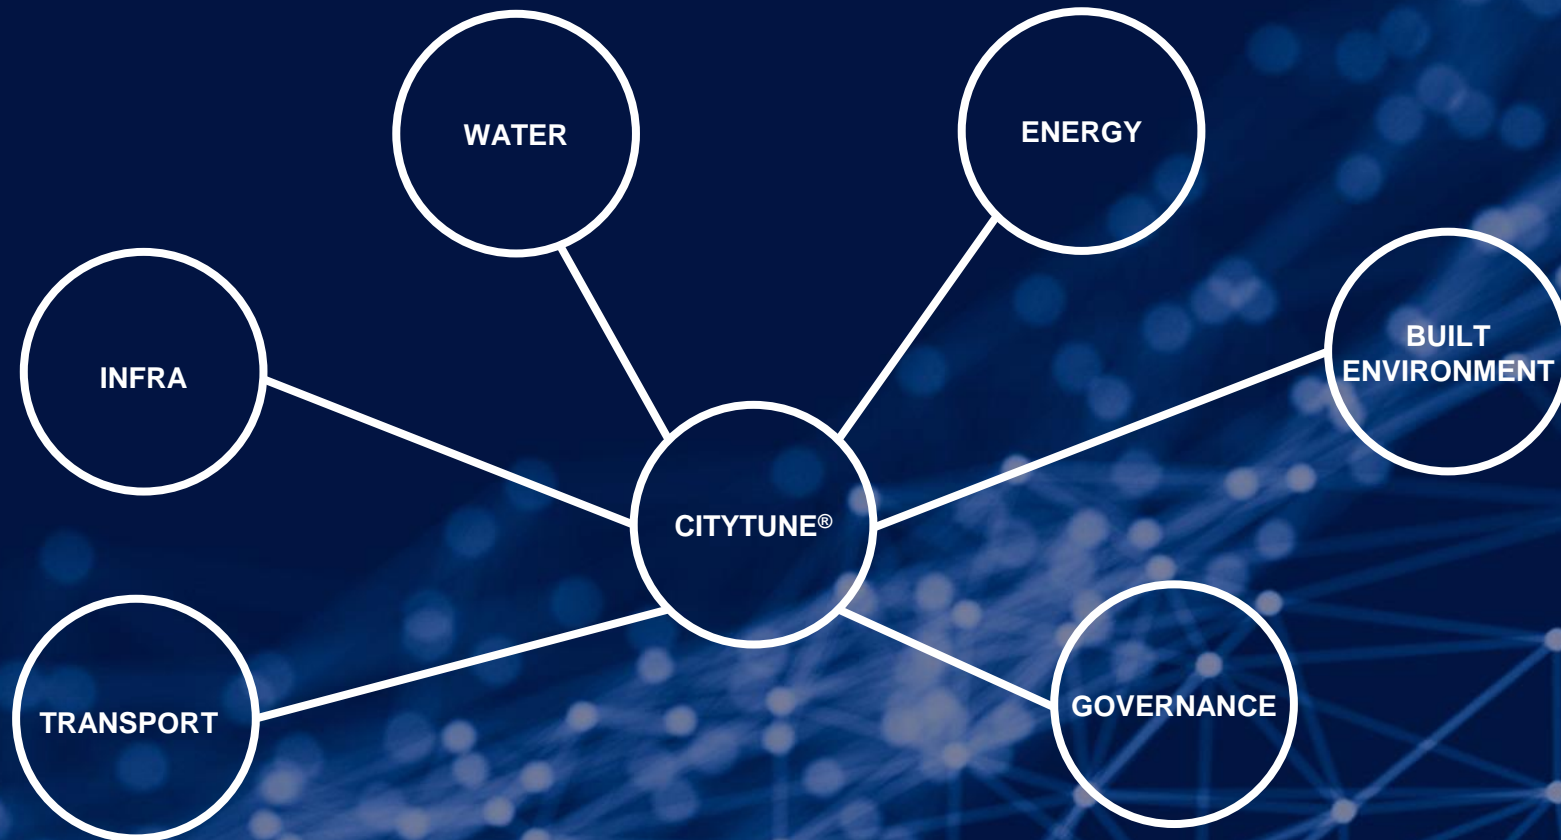 WATER
ENERGY
INFRA
BUILT
ENVIRONMENT
CITYTUNE®
TRANSPORT
GOVERNANCE